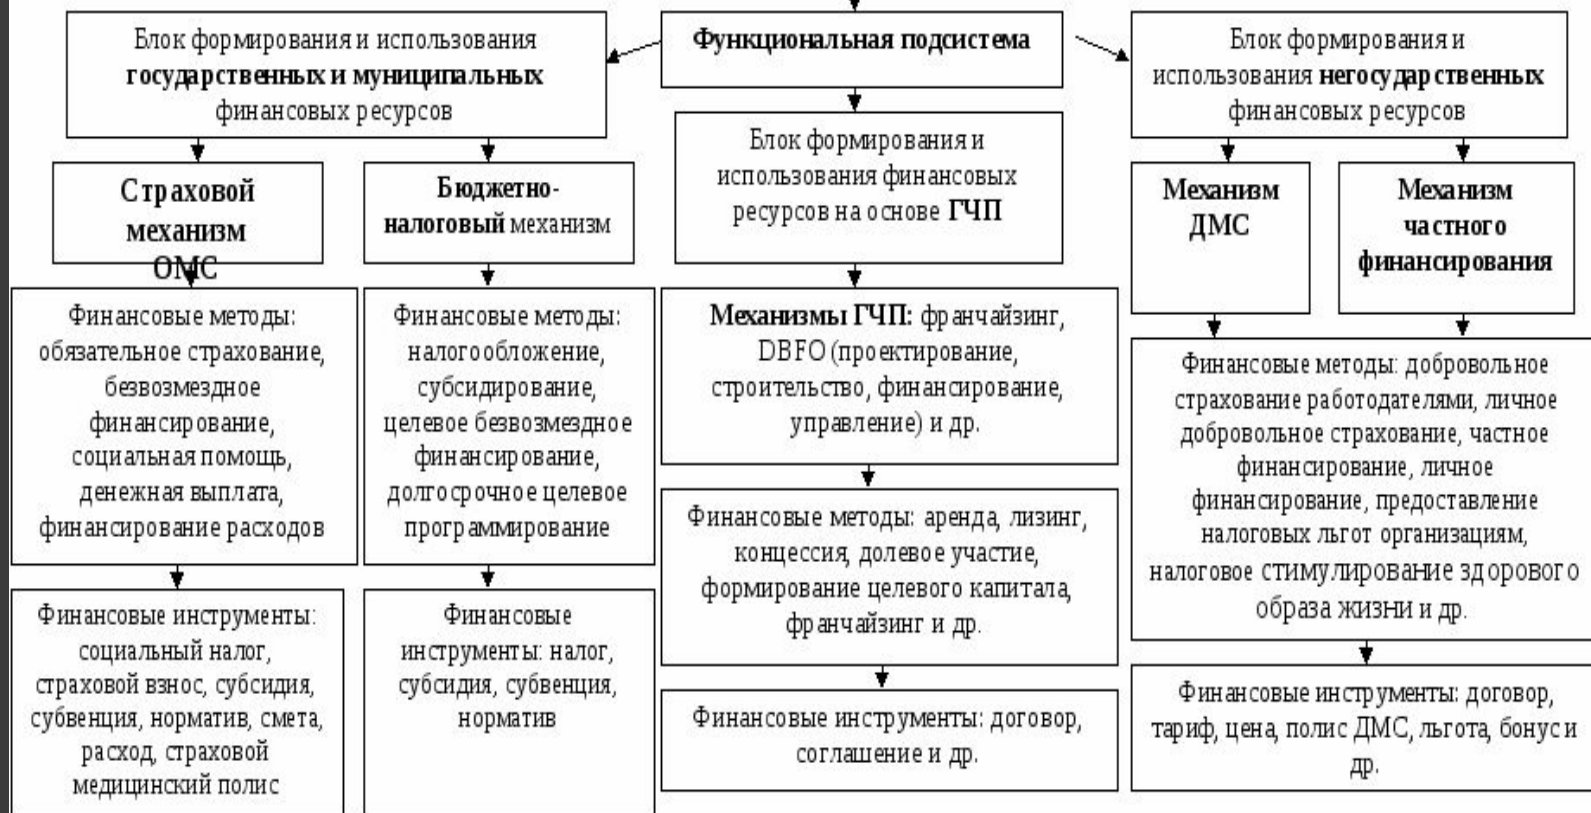 Блок формирования и использования
государственных и муниципальных
финансовых ресурсов
Функциональная подсистема
Блок формирования и
использования негосударственных
финансовых ресурсов
Страховой
механизм
ОМС
Бюджетно-
налоговый механизм
Блок формирования и
использования финансовых
ресурсов на основе ГЧП
Механизм
ДМС
Механизм
частного
финансирования
Финансовые методы:
обязательное страхование,
безвозмездное
финансирование,
социальная помощь,
денежная выплата,
финансирование расходов
Финансовые методы:
налогообложение,
субсидирование,
целевое безвозмездное
финансирование,
долгосрочное целевое
программирование
Механизмы ГЧП: франчайзинг,
DBFO (проектирование,
строительство, финансирование,
управление) и др.
Финансовые методы: добровольное
страхование работодателями, личное
добровольное страхование, частное
финансирование, личное
финансирование, предоставление
налоговых льгот организациям,
налоговое стимулирование здорового
образа жизни и др.
Финансовые методы: аренда, лизинг,
концессия, долевое участие,
формирование целевого капитала,
франчайзинг и др.
Финансовые инструменты:
социальный налог,
страховой взнос, субсидия,
субвенция, норматив, смета,
расход, страховой
медицинский полис
Финансовые
инструменты: налог,
субсидия, субвенция,
норматив
Финансовые инструменты: договор,
соглашение и др.
Финансовые инструменты: договор,
тариф, цена, полис ДМС, льгота, бонус и
др.